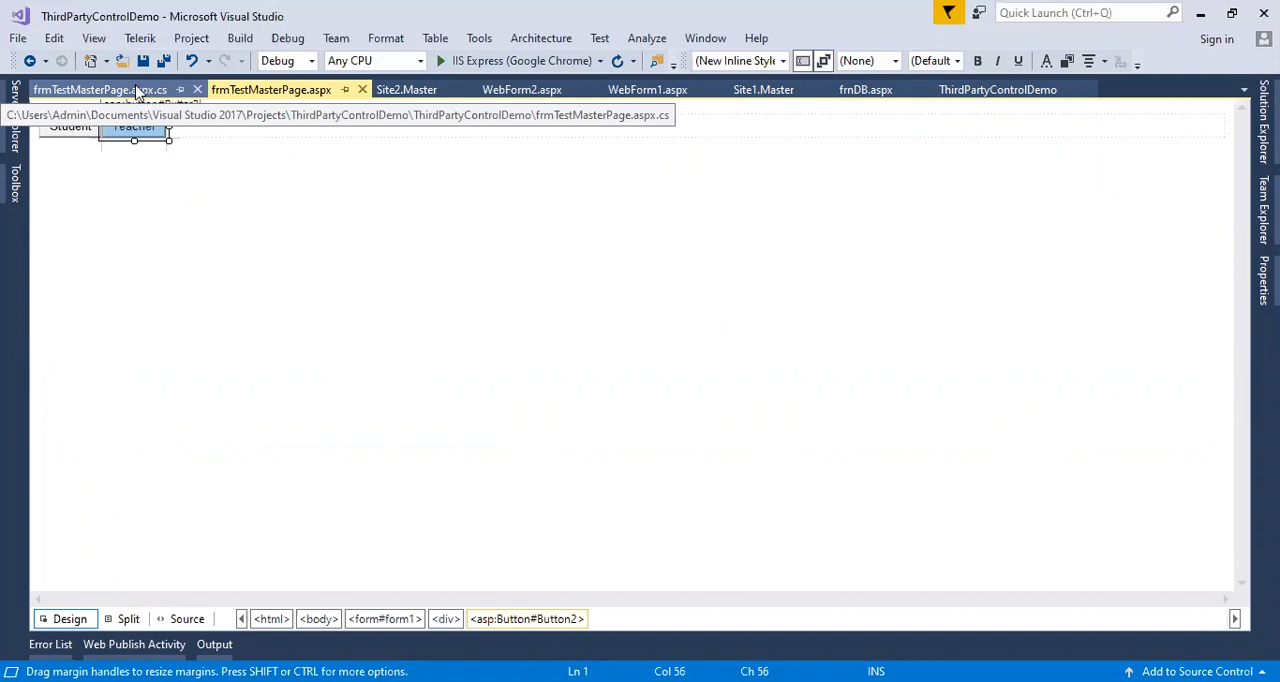 ThirdPartyControlDemo - Microsoft Visual Studio
Quick Launch (Ctrl+Q)
File Edit View Telerik Project Build Debug Team Format Table Tools Architecture Test Analyze Window Help Sign in
Debug Any CPU IIS Express (Google Chrome) (New Inline Style (None) (Default B I U A
frmTestMasterPage.aspx.cs frmTestMasterPage.aspx Site2.Master WebForm2.aspx WebForm1.aspx Site1.Master frnDB.aspx ThirdPartyControlDemo
C:\Users\Admin\Documents\Visual Studio 2017\Projects\ThirdPartyControlDemo\ThirdPartyControlDemo\frmTestMasterPage.aspx.cs
Student Teacher
Toolbox
Solution Explorer
Team Explorer
Properties
Design Split Source <html> <body> <form#form1> <div> <asp:Button#Button2>
Error List Web Publish Activity Output
Drag margin handles to resize margins. Press SHIFT or CTRL for more options. Ln 1 Col 56 Ch 56 INS Add to Source Control